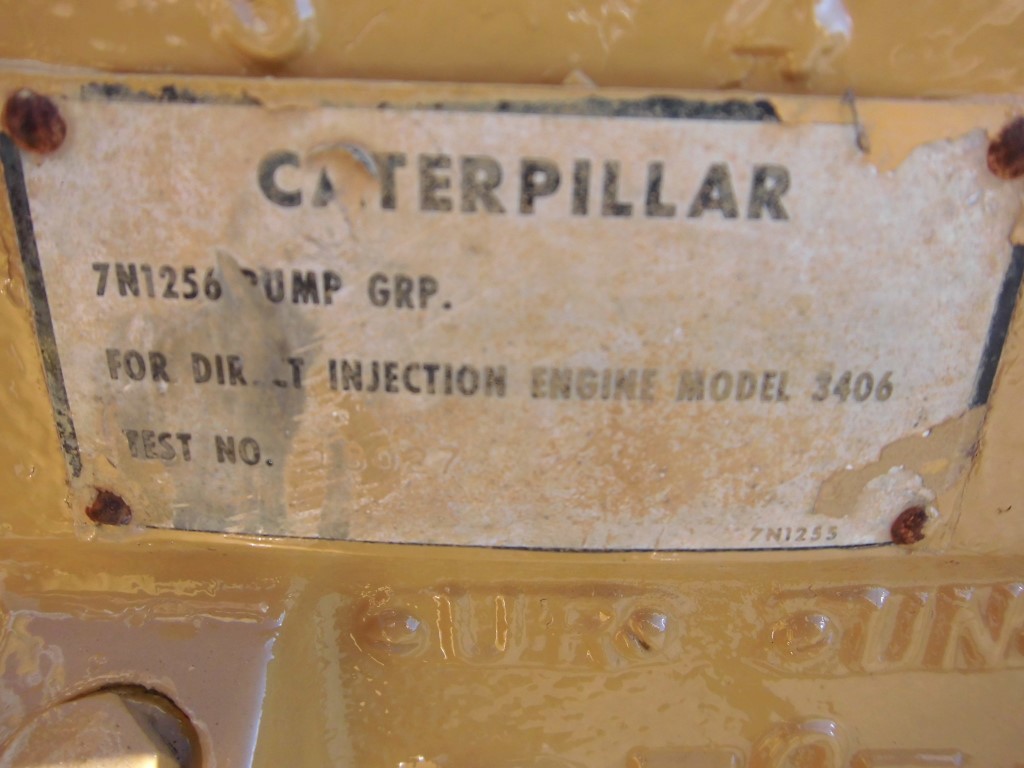 CATERPILLAR
7N1256 PUMP GRP.
FOR DIRECT INJECTION ENGINE MODEL 3406
TEST NO.
7N1255